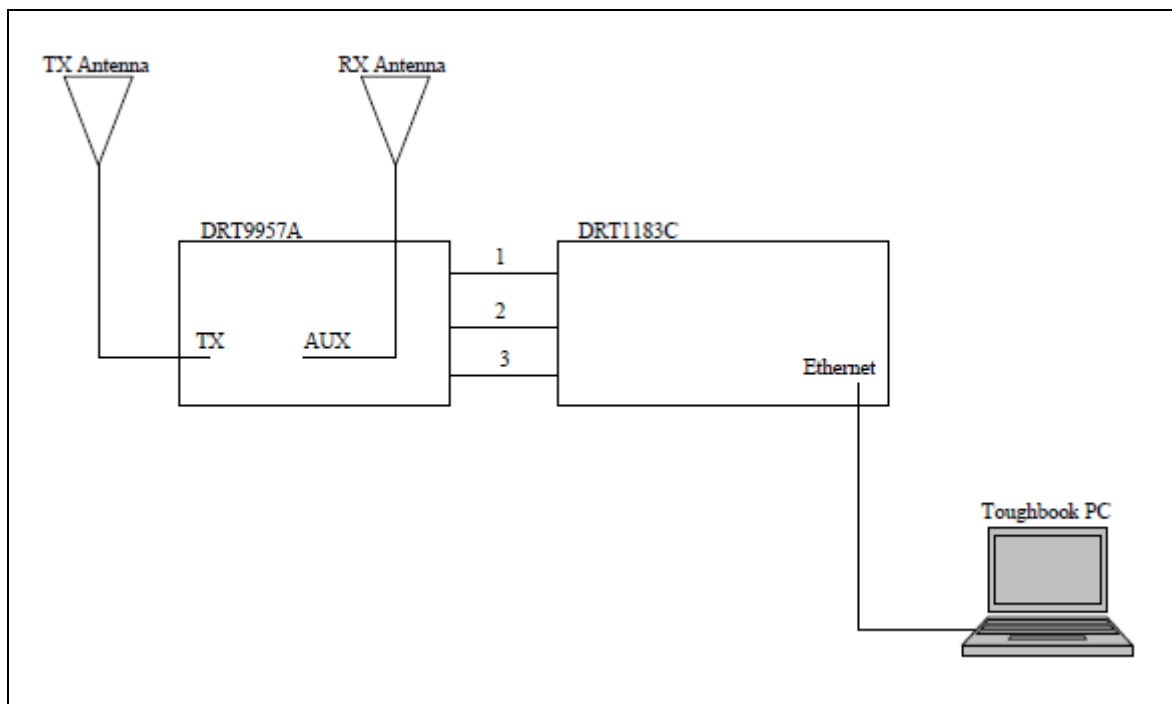 TX Antenna
RX Antenna
DRT9957A
DRT1183C
1
2
3
TX
AUX
Ethernet
Toughbook PC